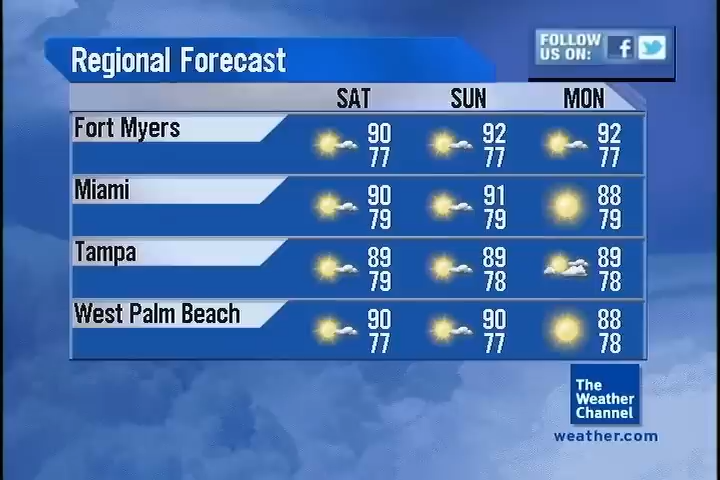 Regional Forecast
FOLLOW
US ON: f
SAT SUN MON
Fort Myers 90 92 92
77 77 77
Miami 90 91 88
79 79 79
Tampa 89 89 89
79 78 78
West Palm Beach 90 90 88
77 77 78
The
Weather
Channel
weather.com